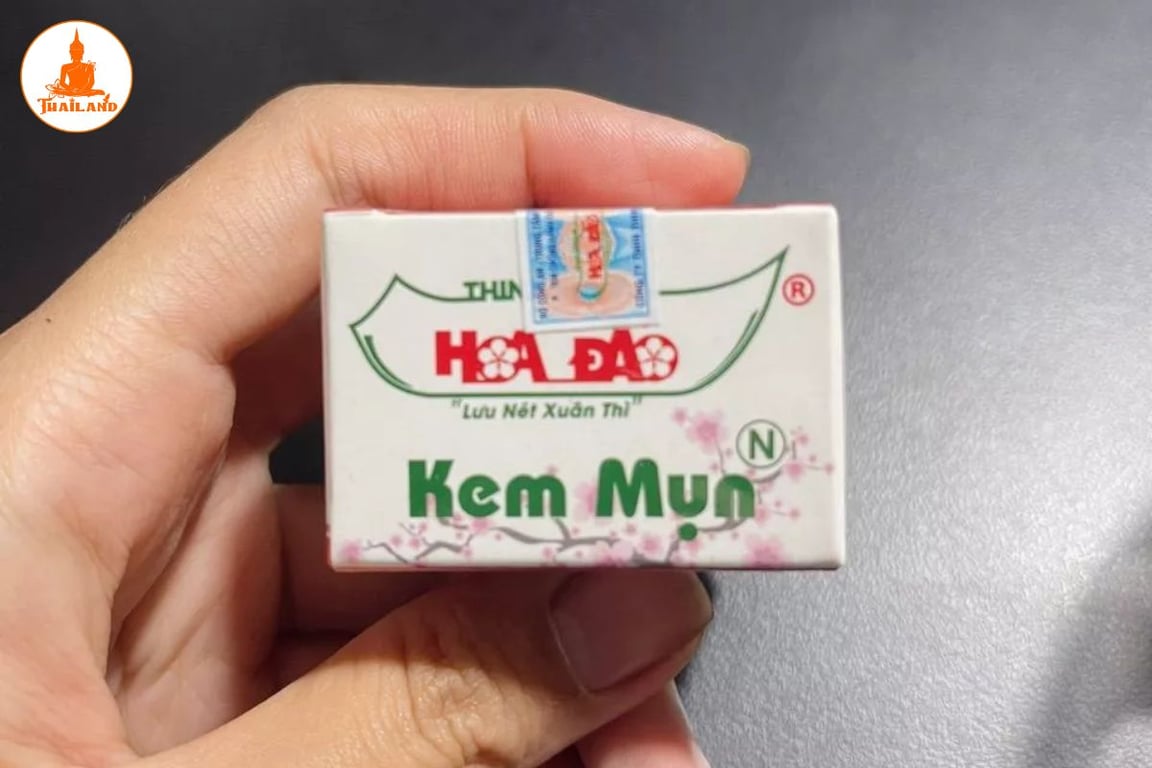 THAILAND
THIN
®
HOA ĐÀO
"Lưu Nét Xuân Thì"
N
Kem Mụn